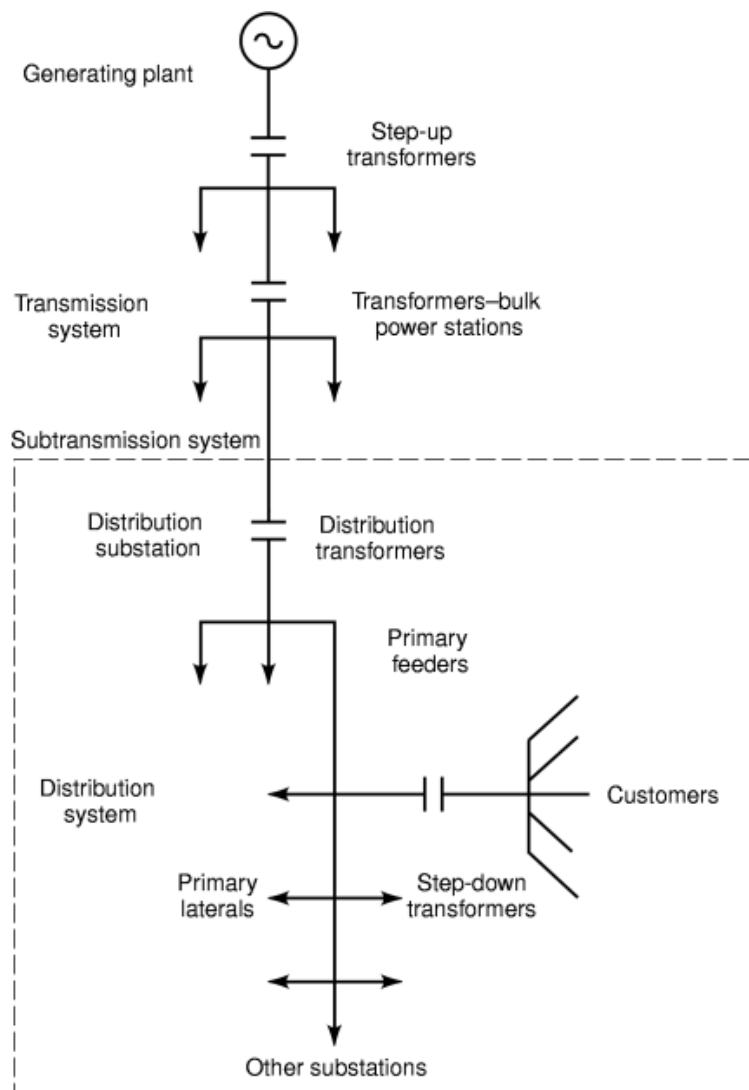 Generating plant
Step-up
transformers
Transmission
system
Transformers–bulk
power stations
Subtransmission system
Distribution
substation
Distribution
transformers
Primary
feeders
Distribution
system
Customers
Primary
laterals
Step-down
transformers
Other substations